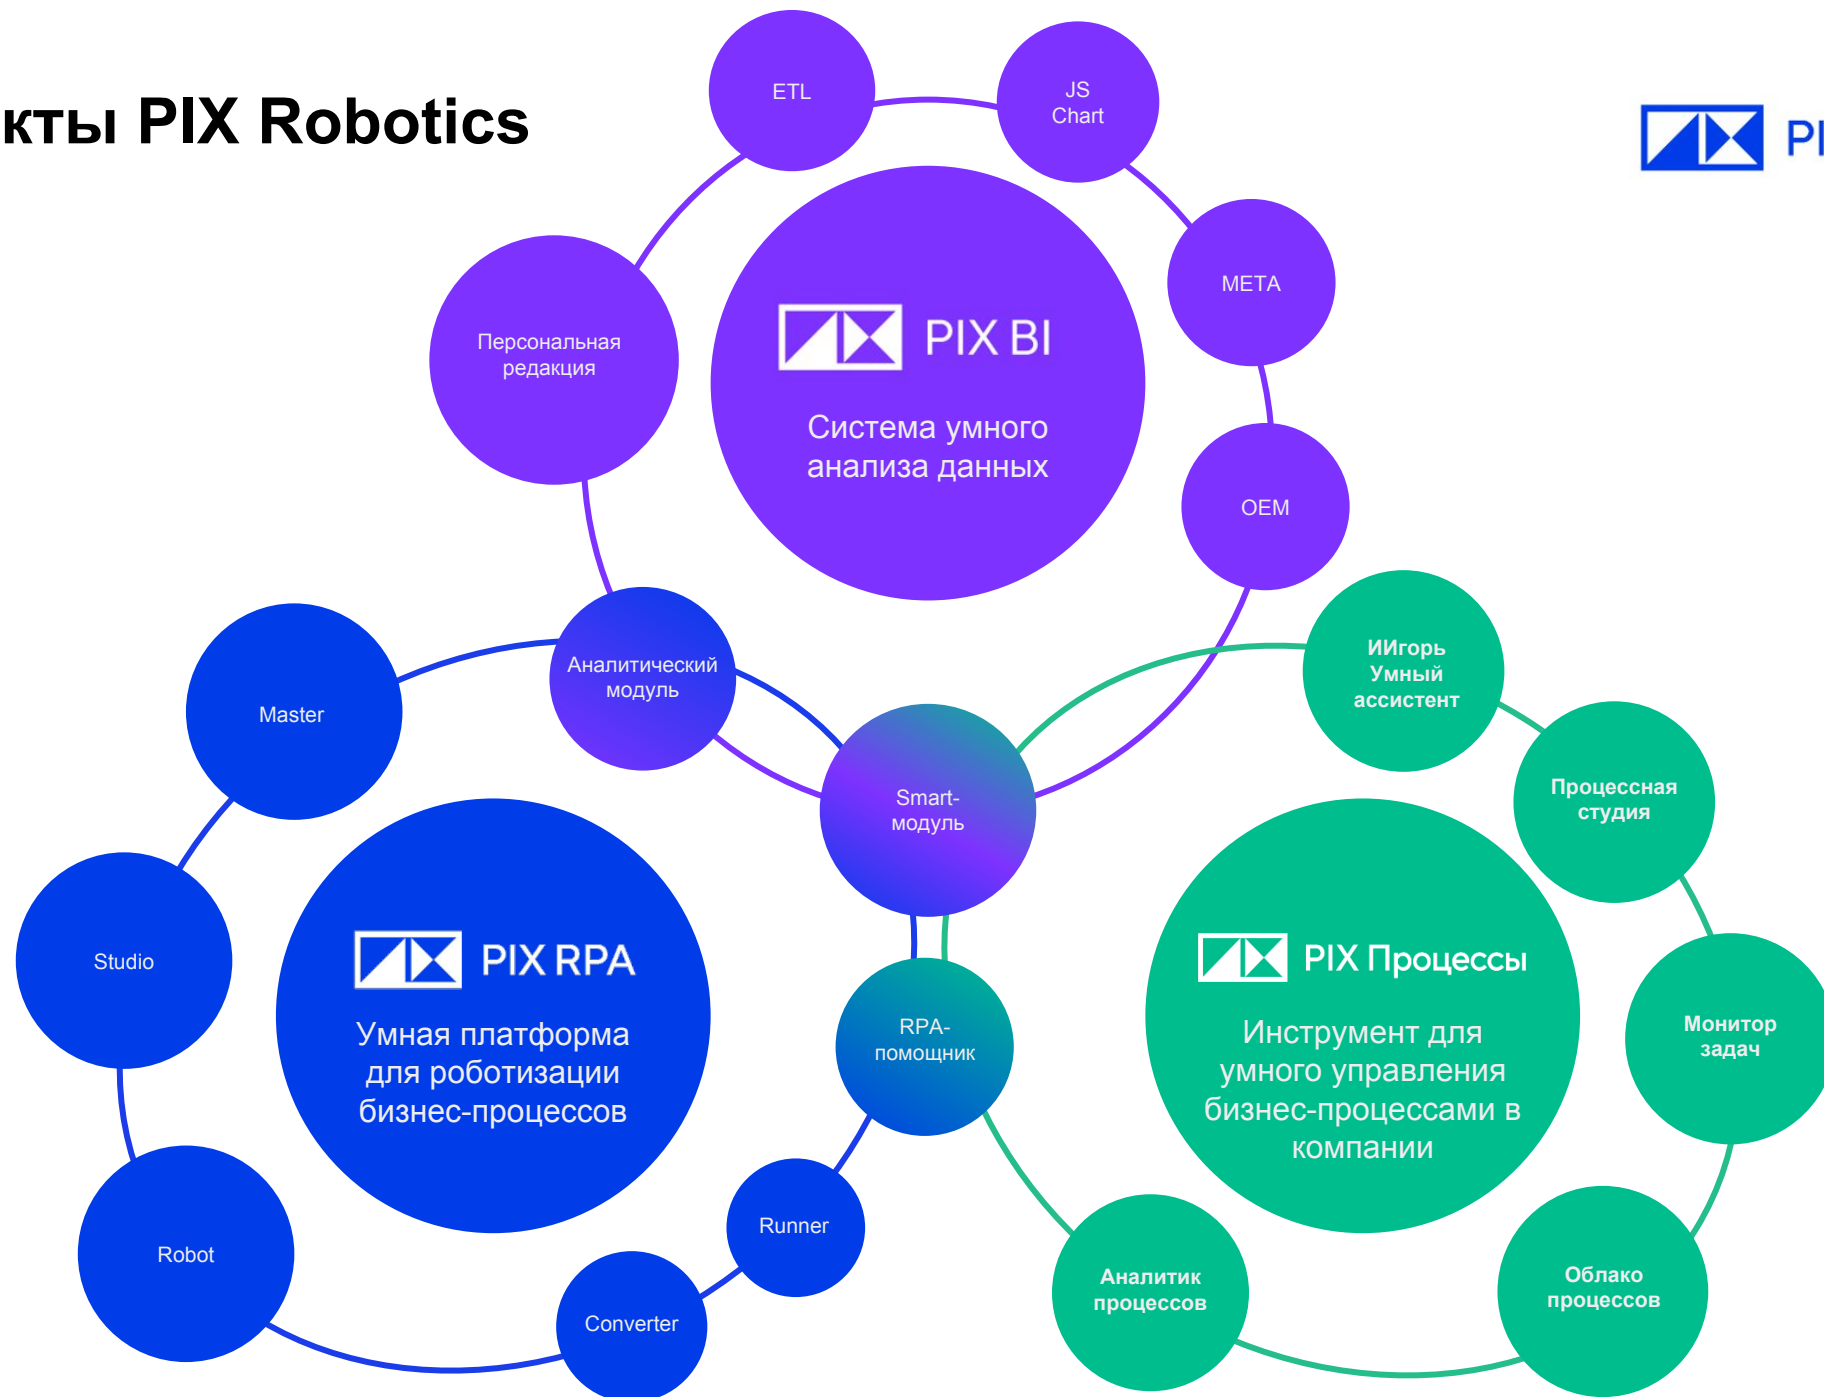 кты PIX Robotics
PI
ETL
JS
Chart
META
Персональная
редакция
PIX BI
Система умного
анализа данных
OEM
Аналитический
модуль
Smart-
модуль
ИИгорь
Умный
ассистент
Процессная
студия
Master
Studio
PIX RPA
Умная платформа
для роботизации
бизнес-процессов
RPA-
помощник
PIX Процессы
Инструмент для
умного управления
бизнес-процессами в
компании
Монитор
задач
Robot
Runner
Converter
Аналитик
процессов
Облако
процессов